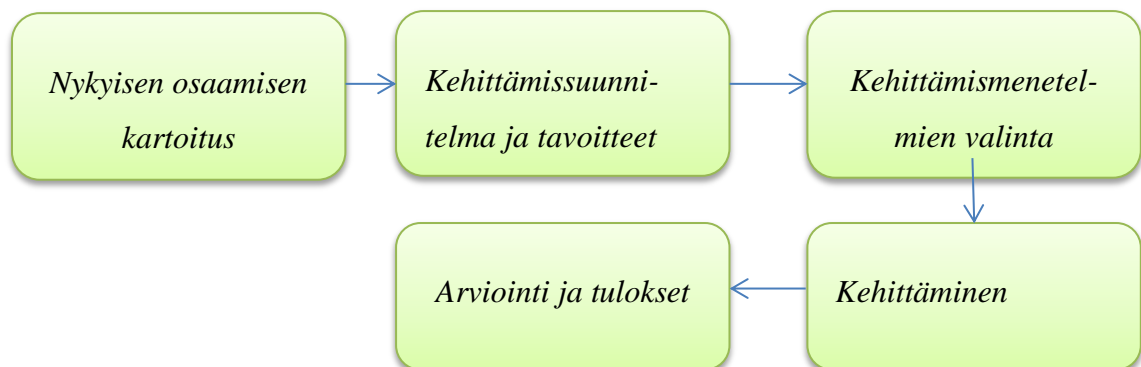 Nykyisen osaamisen
kartoitus
Kehittämissuunni-
telma ja tavoitteet
Kehittämismenetel-
mien valinta
Kehittäminen
Arviointi ja tulokset